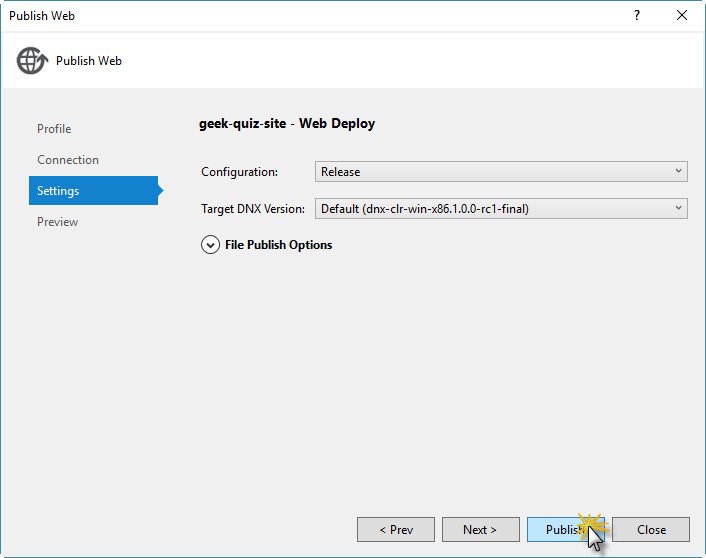 Publish Web
?
Publish Web
Profile
Connection
Settings
Preview
geek-quiz-site - Web Deploy
Configuration: Release
Target DNX Version: Default (dnx-clr-win-x86.1.0.0-rc1-final)
File Publish Options
< Prev Next > Publish Close